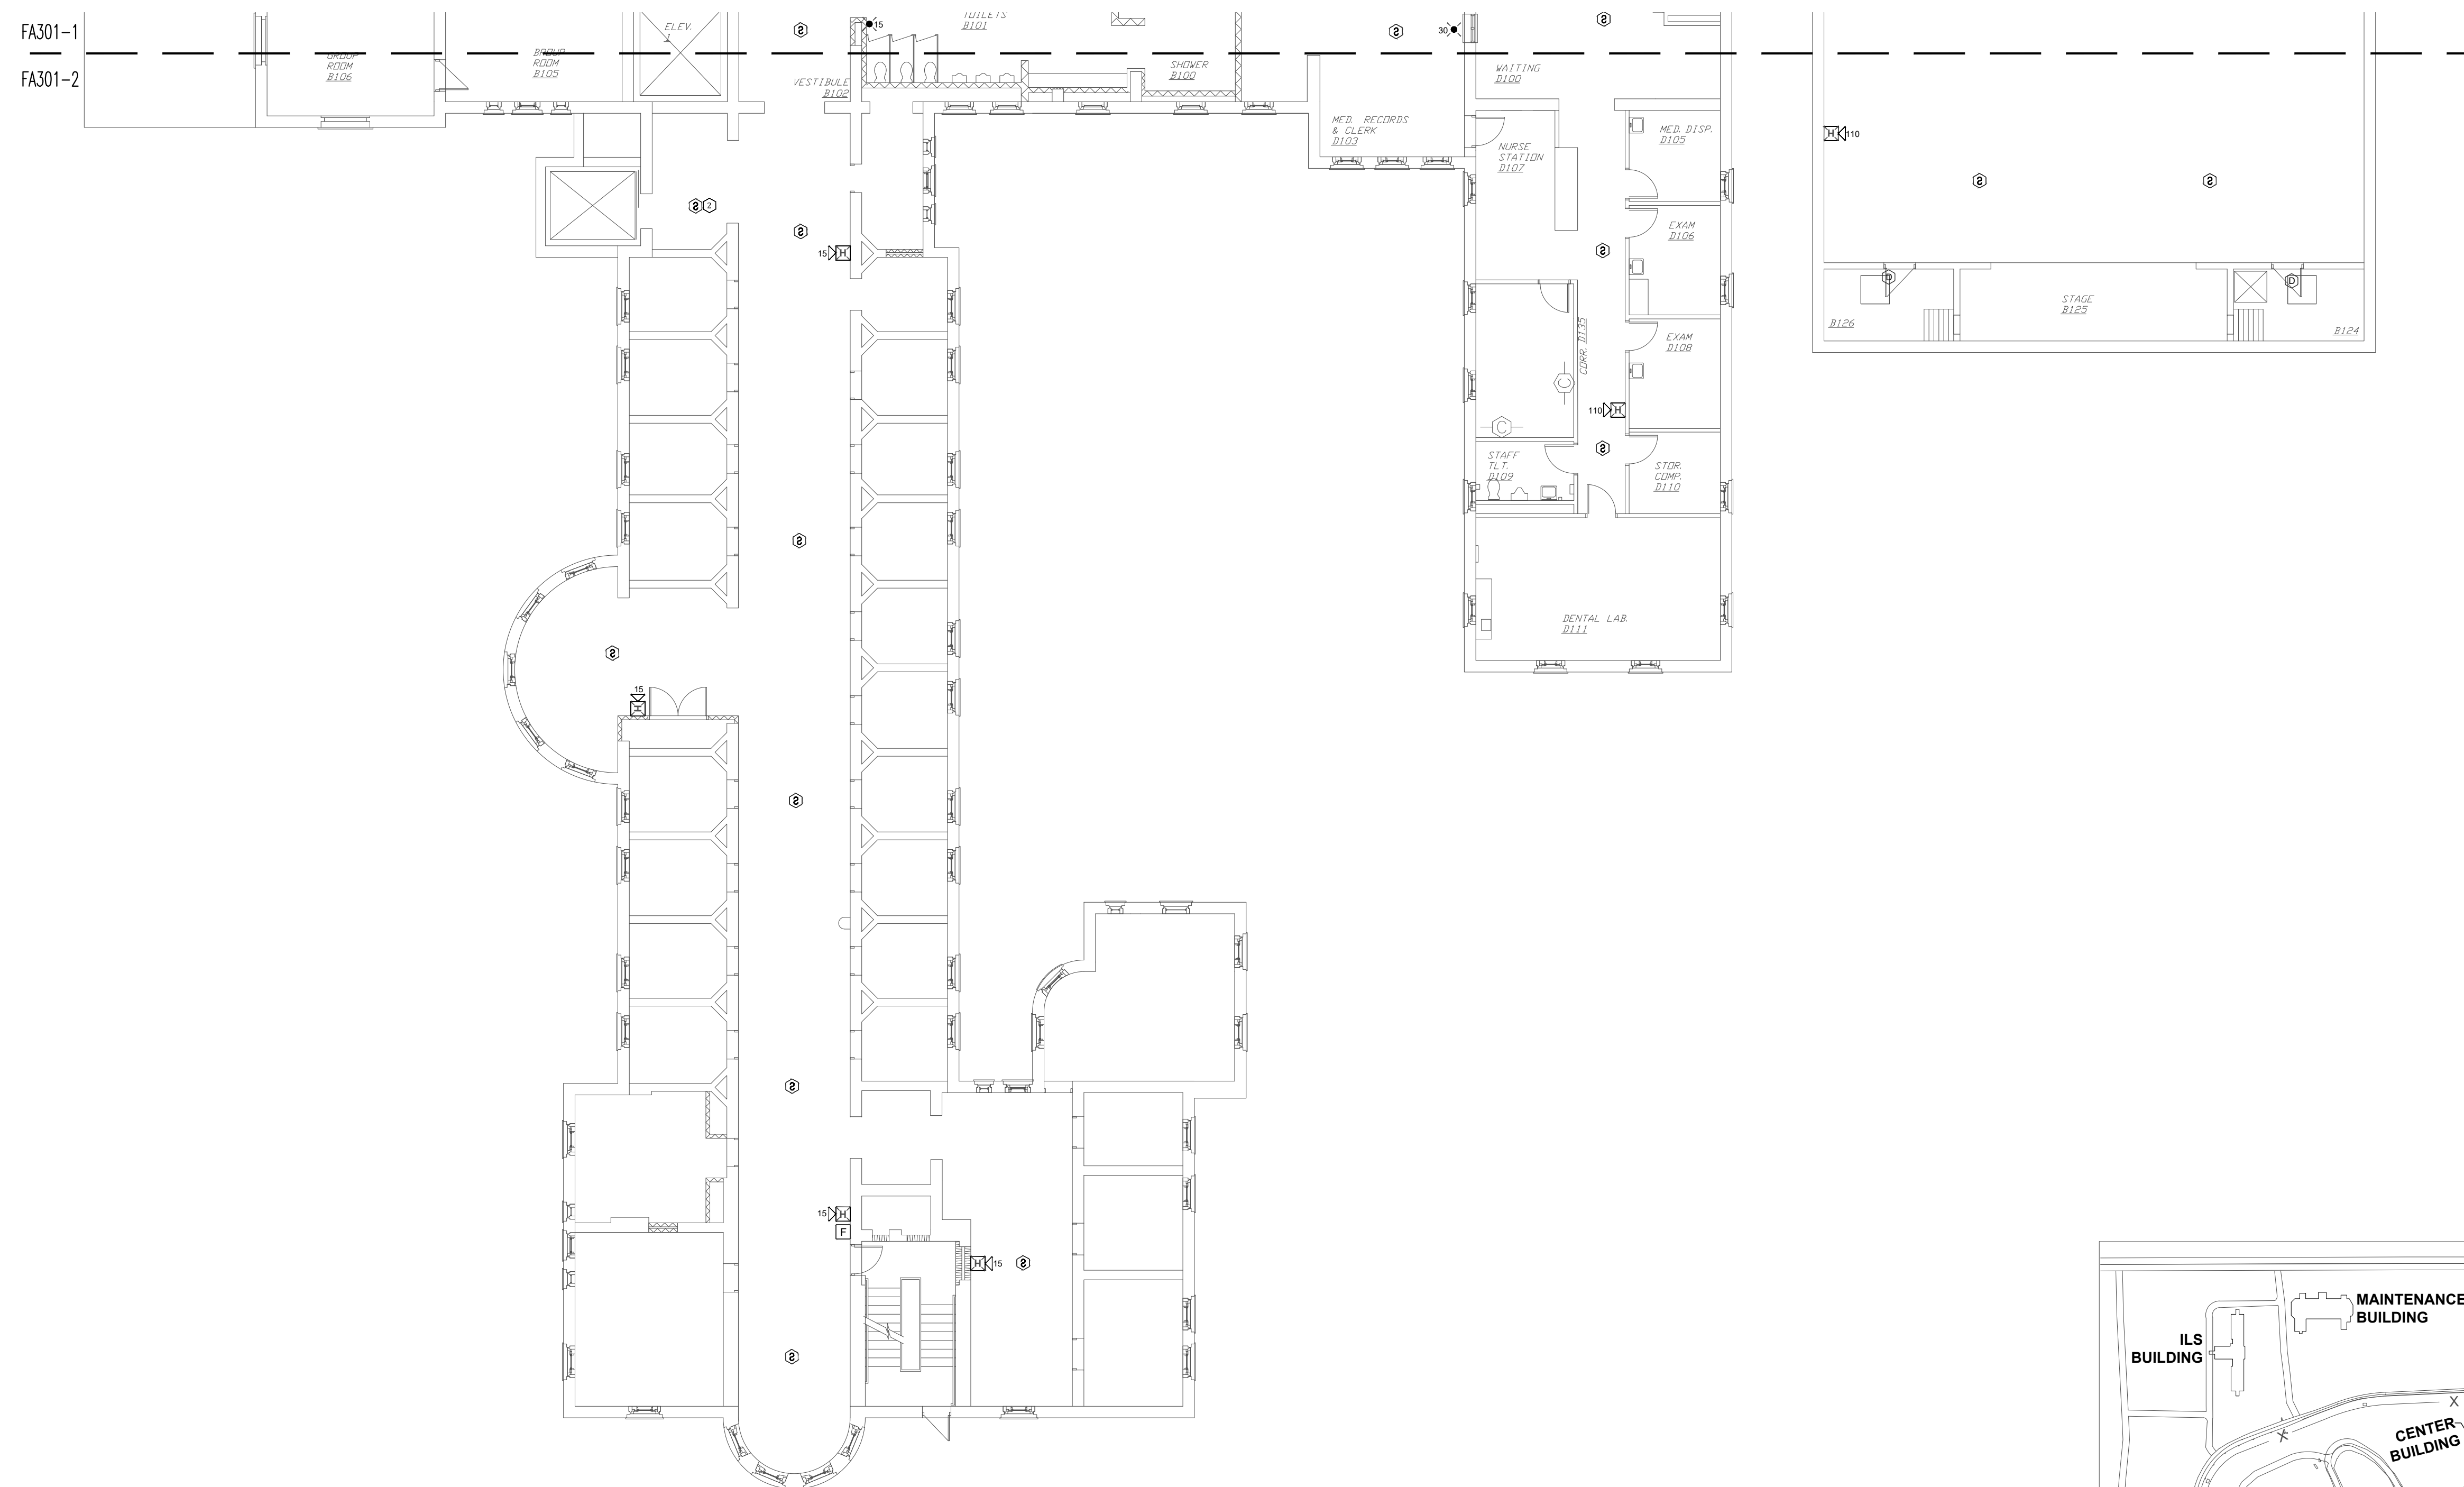 FA301-1
FA301-2
15
TOILETS
B101
30
ELEV.
1
GROUP
ROOM
B106
GROUP
ROOM
B105
VESTIBULE
B102
SHOWER
B100
WAITING
D100
MED. RECORDS
& CLERK
D103
NURSE
STATION
D107
MED. DISP.
D105
H
110
S
S
S
S
S
S
2
S
15
H
S
EXAM
D106
D
D
STAGE
B125
B126
B124
EXAM
D108
CORR. D135
C
C
110
H
S
STAFF
TLT.
D109
STOR.
COMP.
D110
S
DENTAL LAB.
D111
S
15
H
S
S
15
H
F
H
15
S
S
MAINTENANCE
BUILDING
ILS
BUILDING
X
X
CENTER
BUILDING